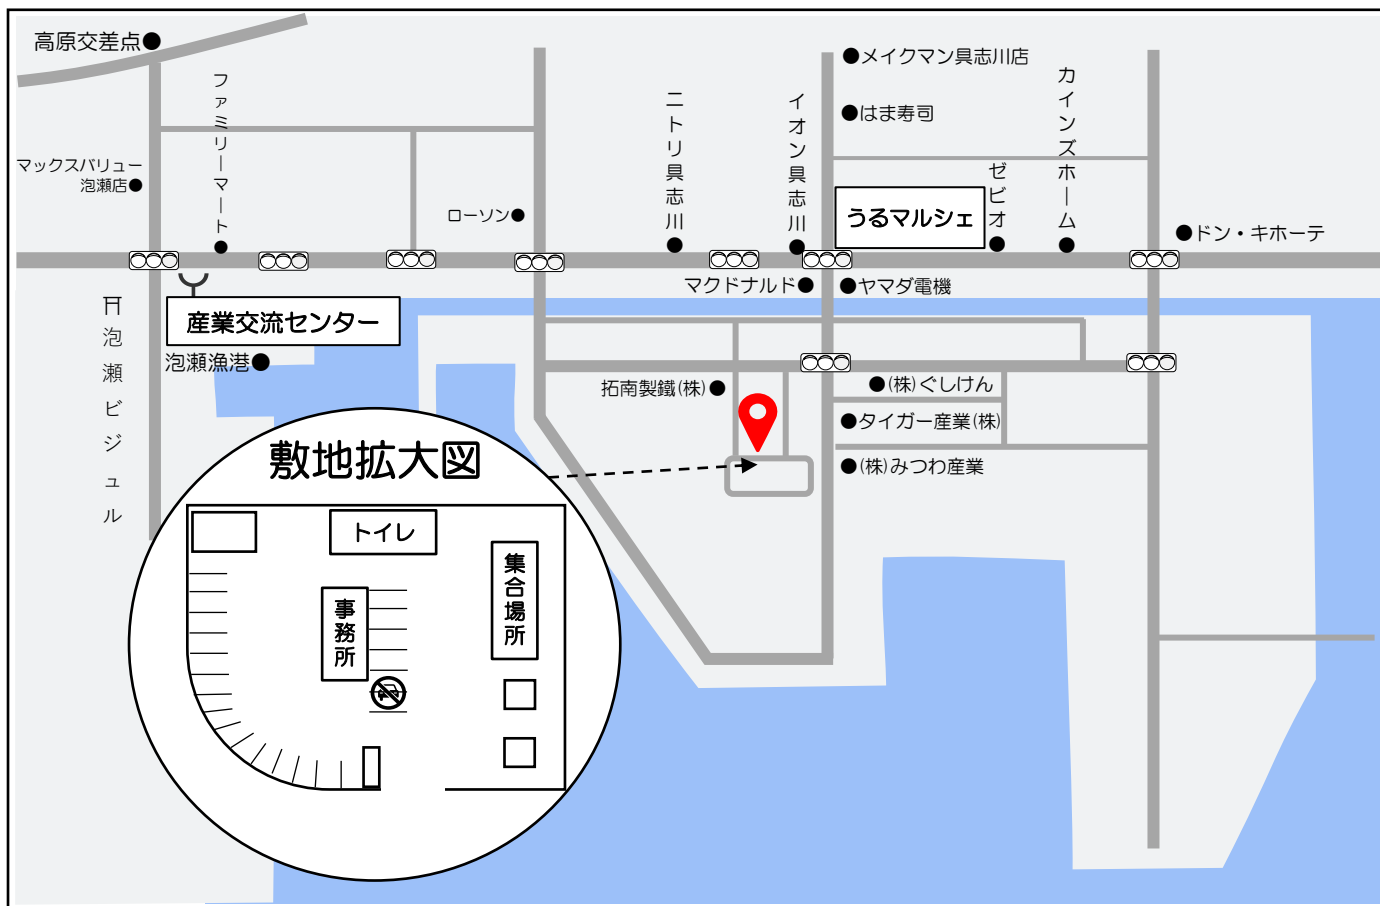 高原交差点
ファミリーマート
マックスバリュー
泡瀬店
ローソン
ニトリ具志川
イオン具志川
メイクマン具志川店
はま寿司
カインズホーム
ゼビオ
うるマルシェ
ドン・キホーテ
マクドナルド
ヤマダ電機
産業交流センター
泡瀬漁港
泡瀬ビジュル
拓南製鐵(株)
(株)ぐしけん
タイガー産業(株)
(株)みつわ産業
敷地拡大図
トイレ
集合場所
事務所